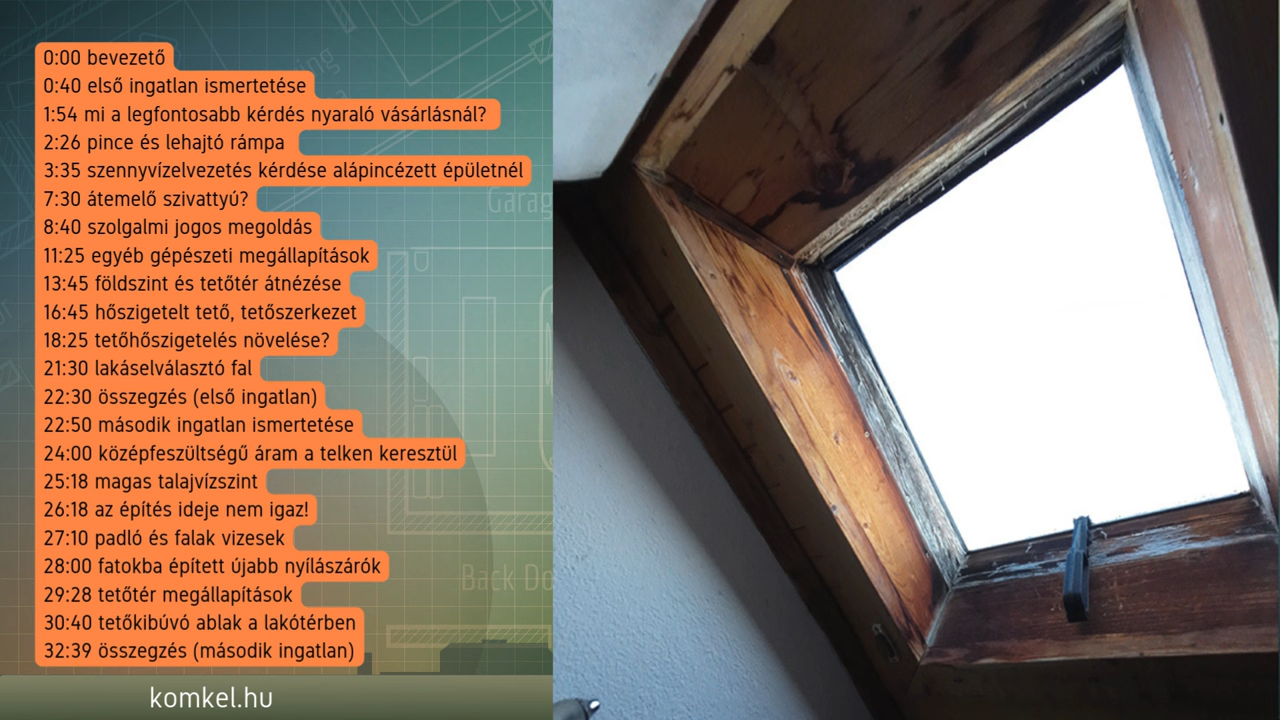 0:00 bevezető
0:40 első ingatlan ismertetése
1:54 mi a legfontosabb kérdés nyaraló vásárlásnál?
2:26 pince és lehajtó rámpa
3:35 szennyvízelvezetés kérdése alápincézett épületnél
7:30 átemelő szivattyú?
8:40 szolgalmi jogos megoldás
11:25 egyéb gépészeti megállapítások
13:45 földszint és tetőtér átnézése
16:45 hőszigetelt tető, tetőszerkezet
18:25 tetőhőszigetelés növelése?
21:30 lakáselválasztó fal
22:30 összegzés (első ingatlan)
22:50 második ingatlan ismertetése
24:00 középfeszültségű áram a telken keresztül
25:18 magas talajvízszint
26:18 az építés ideje nem igaz!
27:10 padló és falak vizesek
28:00 fatokba épített újabb nyílászárók
29:28 tetőtér megállapítások
30:40 tetőkibúvó ablak a lakótérben
32:39 összegzés (második ingatlan)
Garag
Back Do
komkel.hu